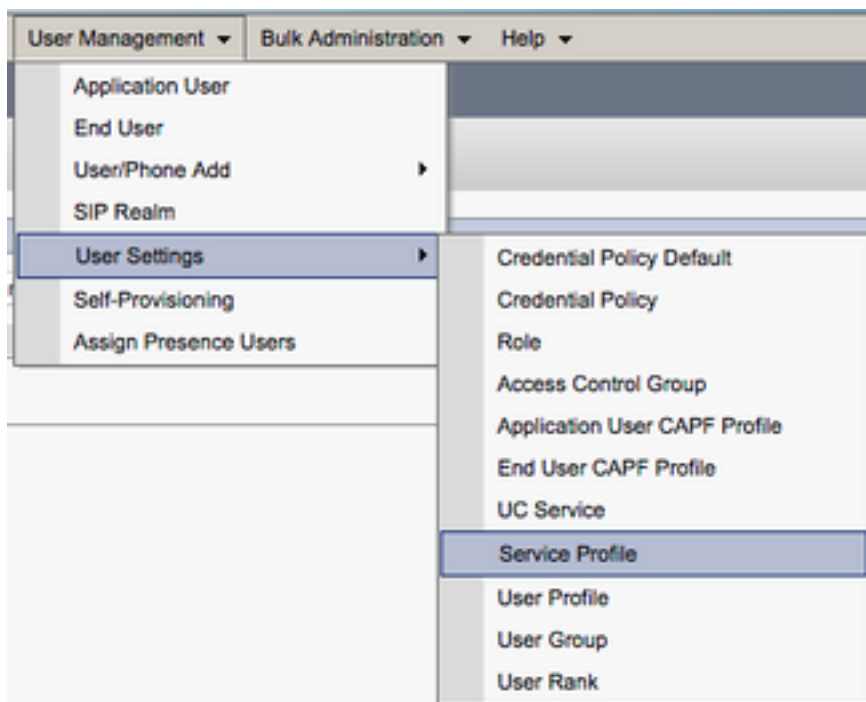 User Management Bulk Administration Help
Application User
End User
User/Phone Add
SIP Realm
User Settings
Self-Provisioning
Assign Presence Users
Credential Policy Default
Credential Policy
Role
Access Control Group
Application User CAPF Profile
End User CAPF Profile
UC Service
Service Profile
User Profile
User Group
User Rank